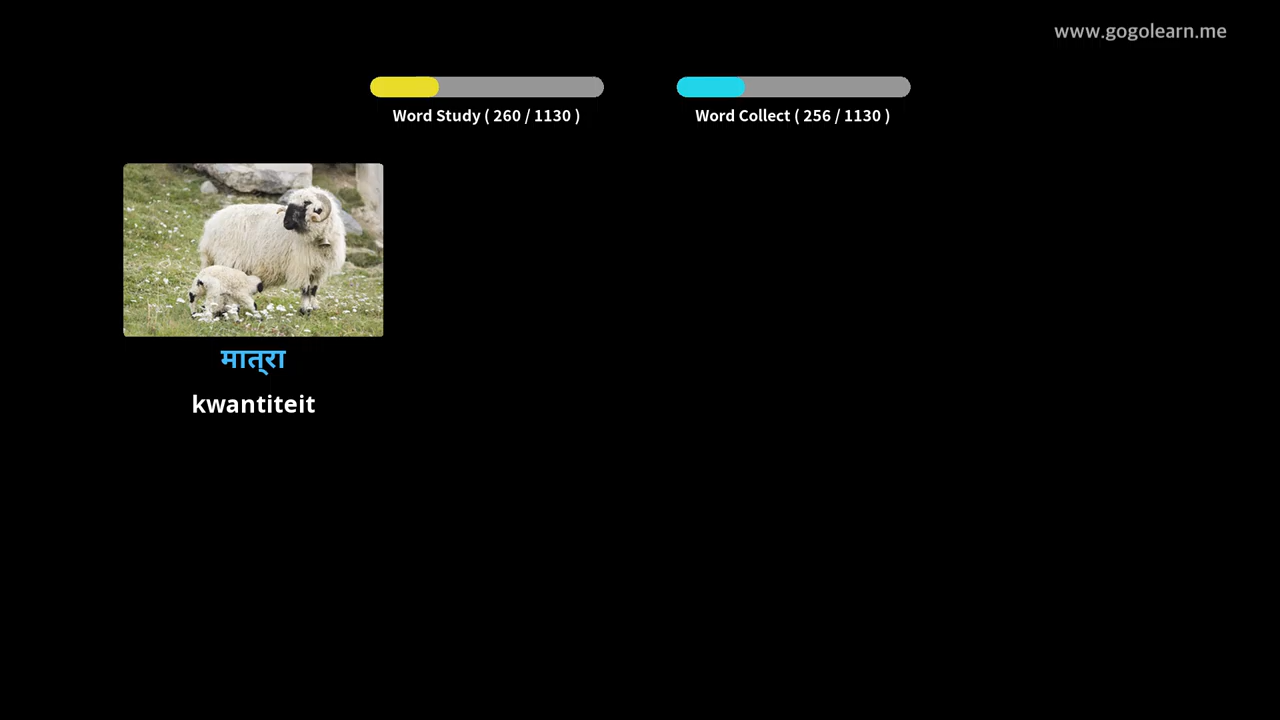 www.gogolearn.me
Word Study ( 260 / 1130 )
Word Collect ( 256 / 1130 )
मात्रा
kwantiteit